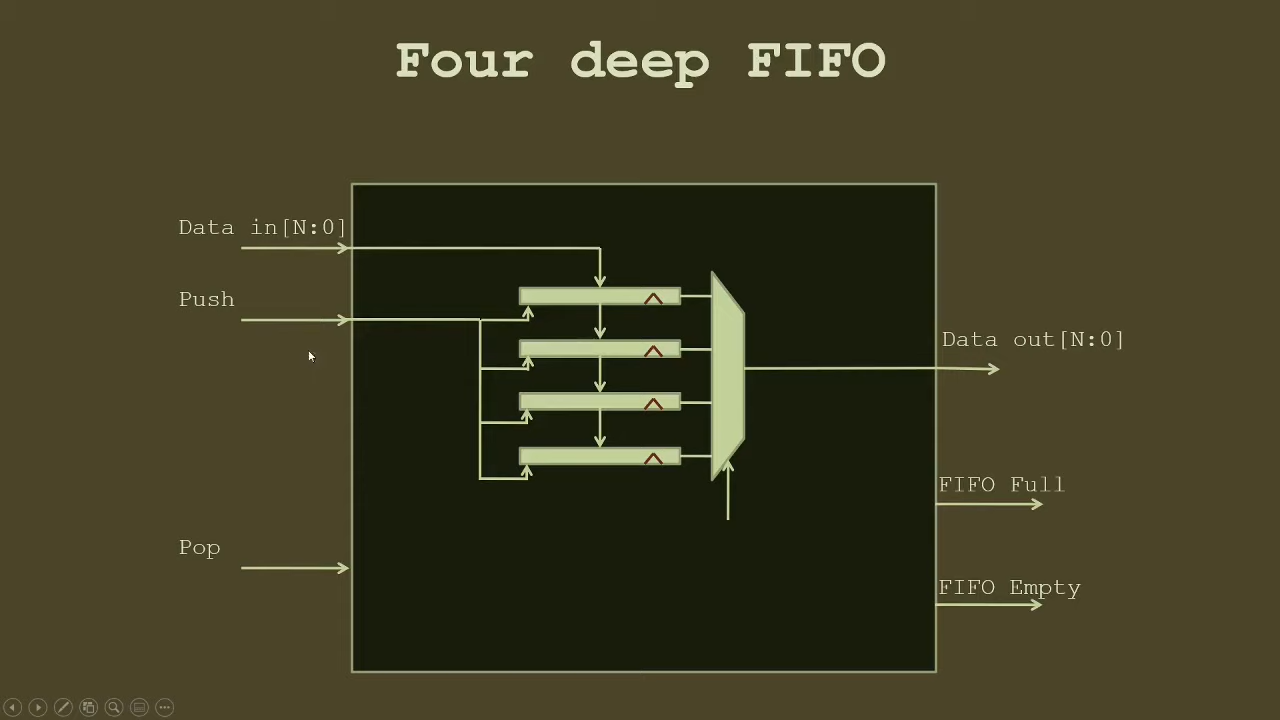 Four deep FIFO
Data in[N:0]
Push
Data out[N:0]
FIFO Full
Pop
FIFO Empty